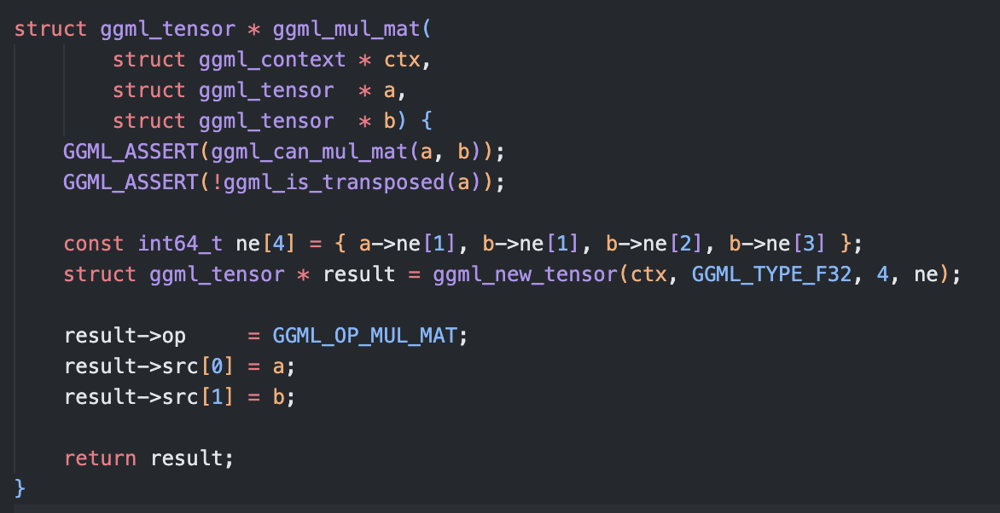 struct ggml_tensor * ggml_mul_mat(
        struct ggml_context * ctx,
        struct ggml_tensor  * a,
        struct ggml_tensor  * b) {
    GGML_ASSERT(ggml_can_mul_mat(a, b));
    GGML_ASSERT(!ggml_is_transposed(a));

    const int64_t ne[4] = { a->ne[1], b->ne[1], b->ne[2], b->ne[3] };
    struct ggml_tensor * result = ggml_new_tensor(ctx, GGML_TYPE_F32, 4, ne);

    result->op     = GGML_OP_MUL_MAT;
    result->src[0] = a;
    result->src[1] = b;

    return result;
}